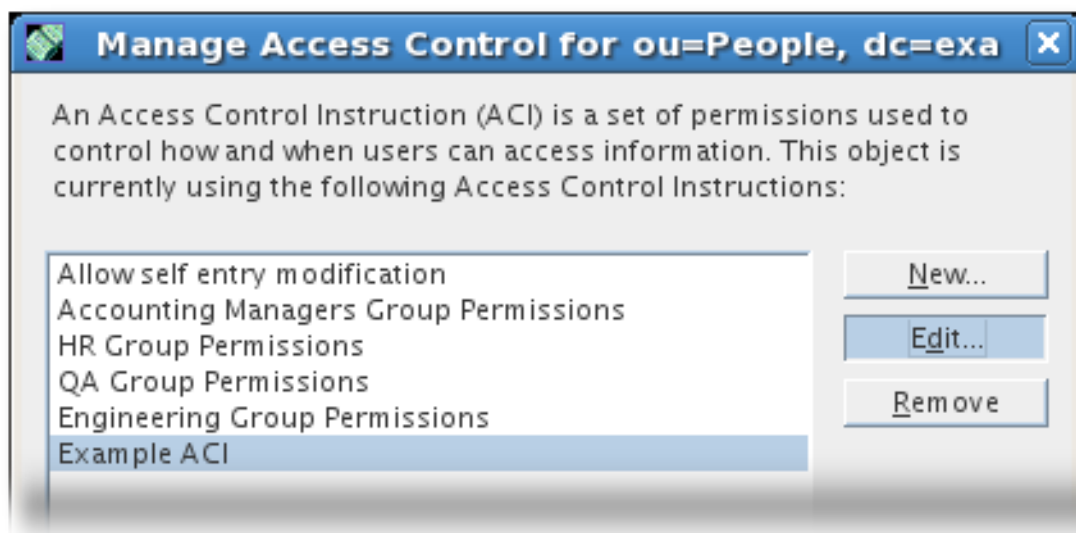 Manage Access Control for ou=People, dc=exa
An Access Control Instruction (ACI) is a set of permissions used to
control how and when users can access information. This object is
currently using the following Access Control Instructions:
Allow self entry modification
Accounting Managers Group Permissions
HR Group Permissions
QA Group Permissions
Engineering Group Permissions
Example ACI
New...
Edit...
Remove